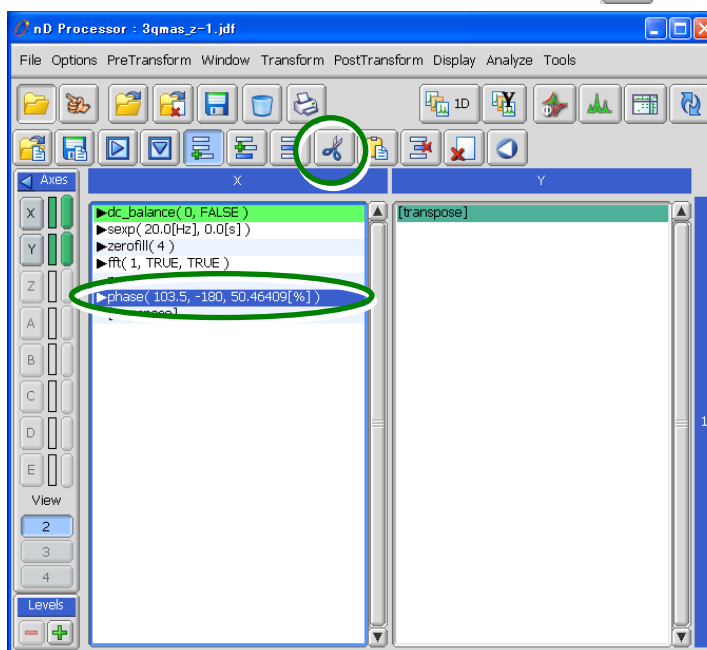 nD Processor : 3qmas_z-1.jdf
File Options PreTransform Window Transform PostTransform Display Analyze Tools
1D
Axes
X
Y
X
Y
Z
A
B
C
D
E
View
2
3
4
Levels
dc_balance( 0, FALSE )
sexp( 20.0[Hz], 0.0[s] )
zerofill( 4 )
fft( 1, TRUE, TRUE )
phase( 103.5, -180, 50.46409[%] )
[transpose]
1